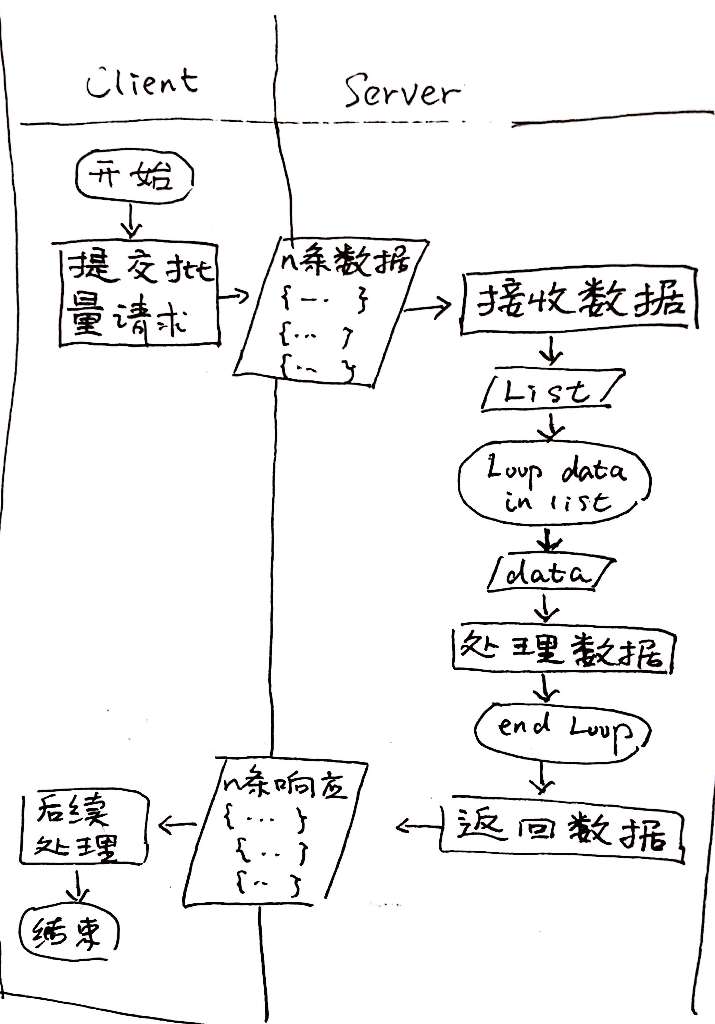 Client
Server
开始
提交批
量请求
n条数据
{ -- · }
{ ... }
{ ... }
接收数据
List
Loop data
in list
data
处理数据
end Loop
返回数据
n条响应
{ ... }
{ .. }
{ .. }
后续
处理
结束